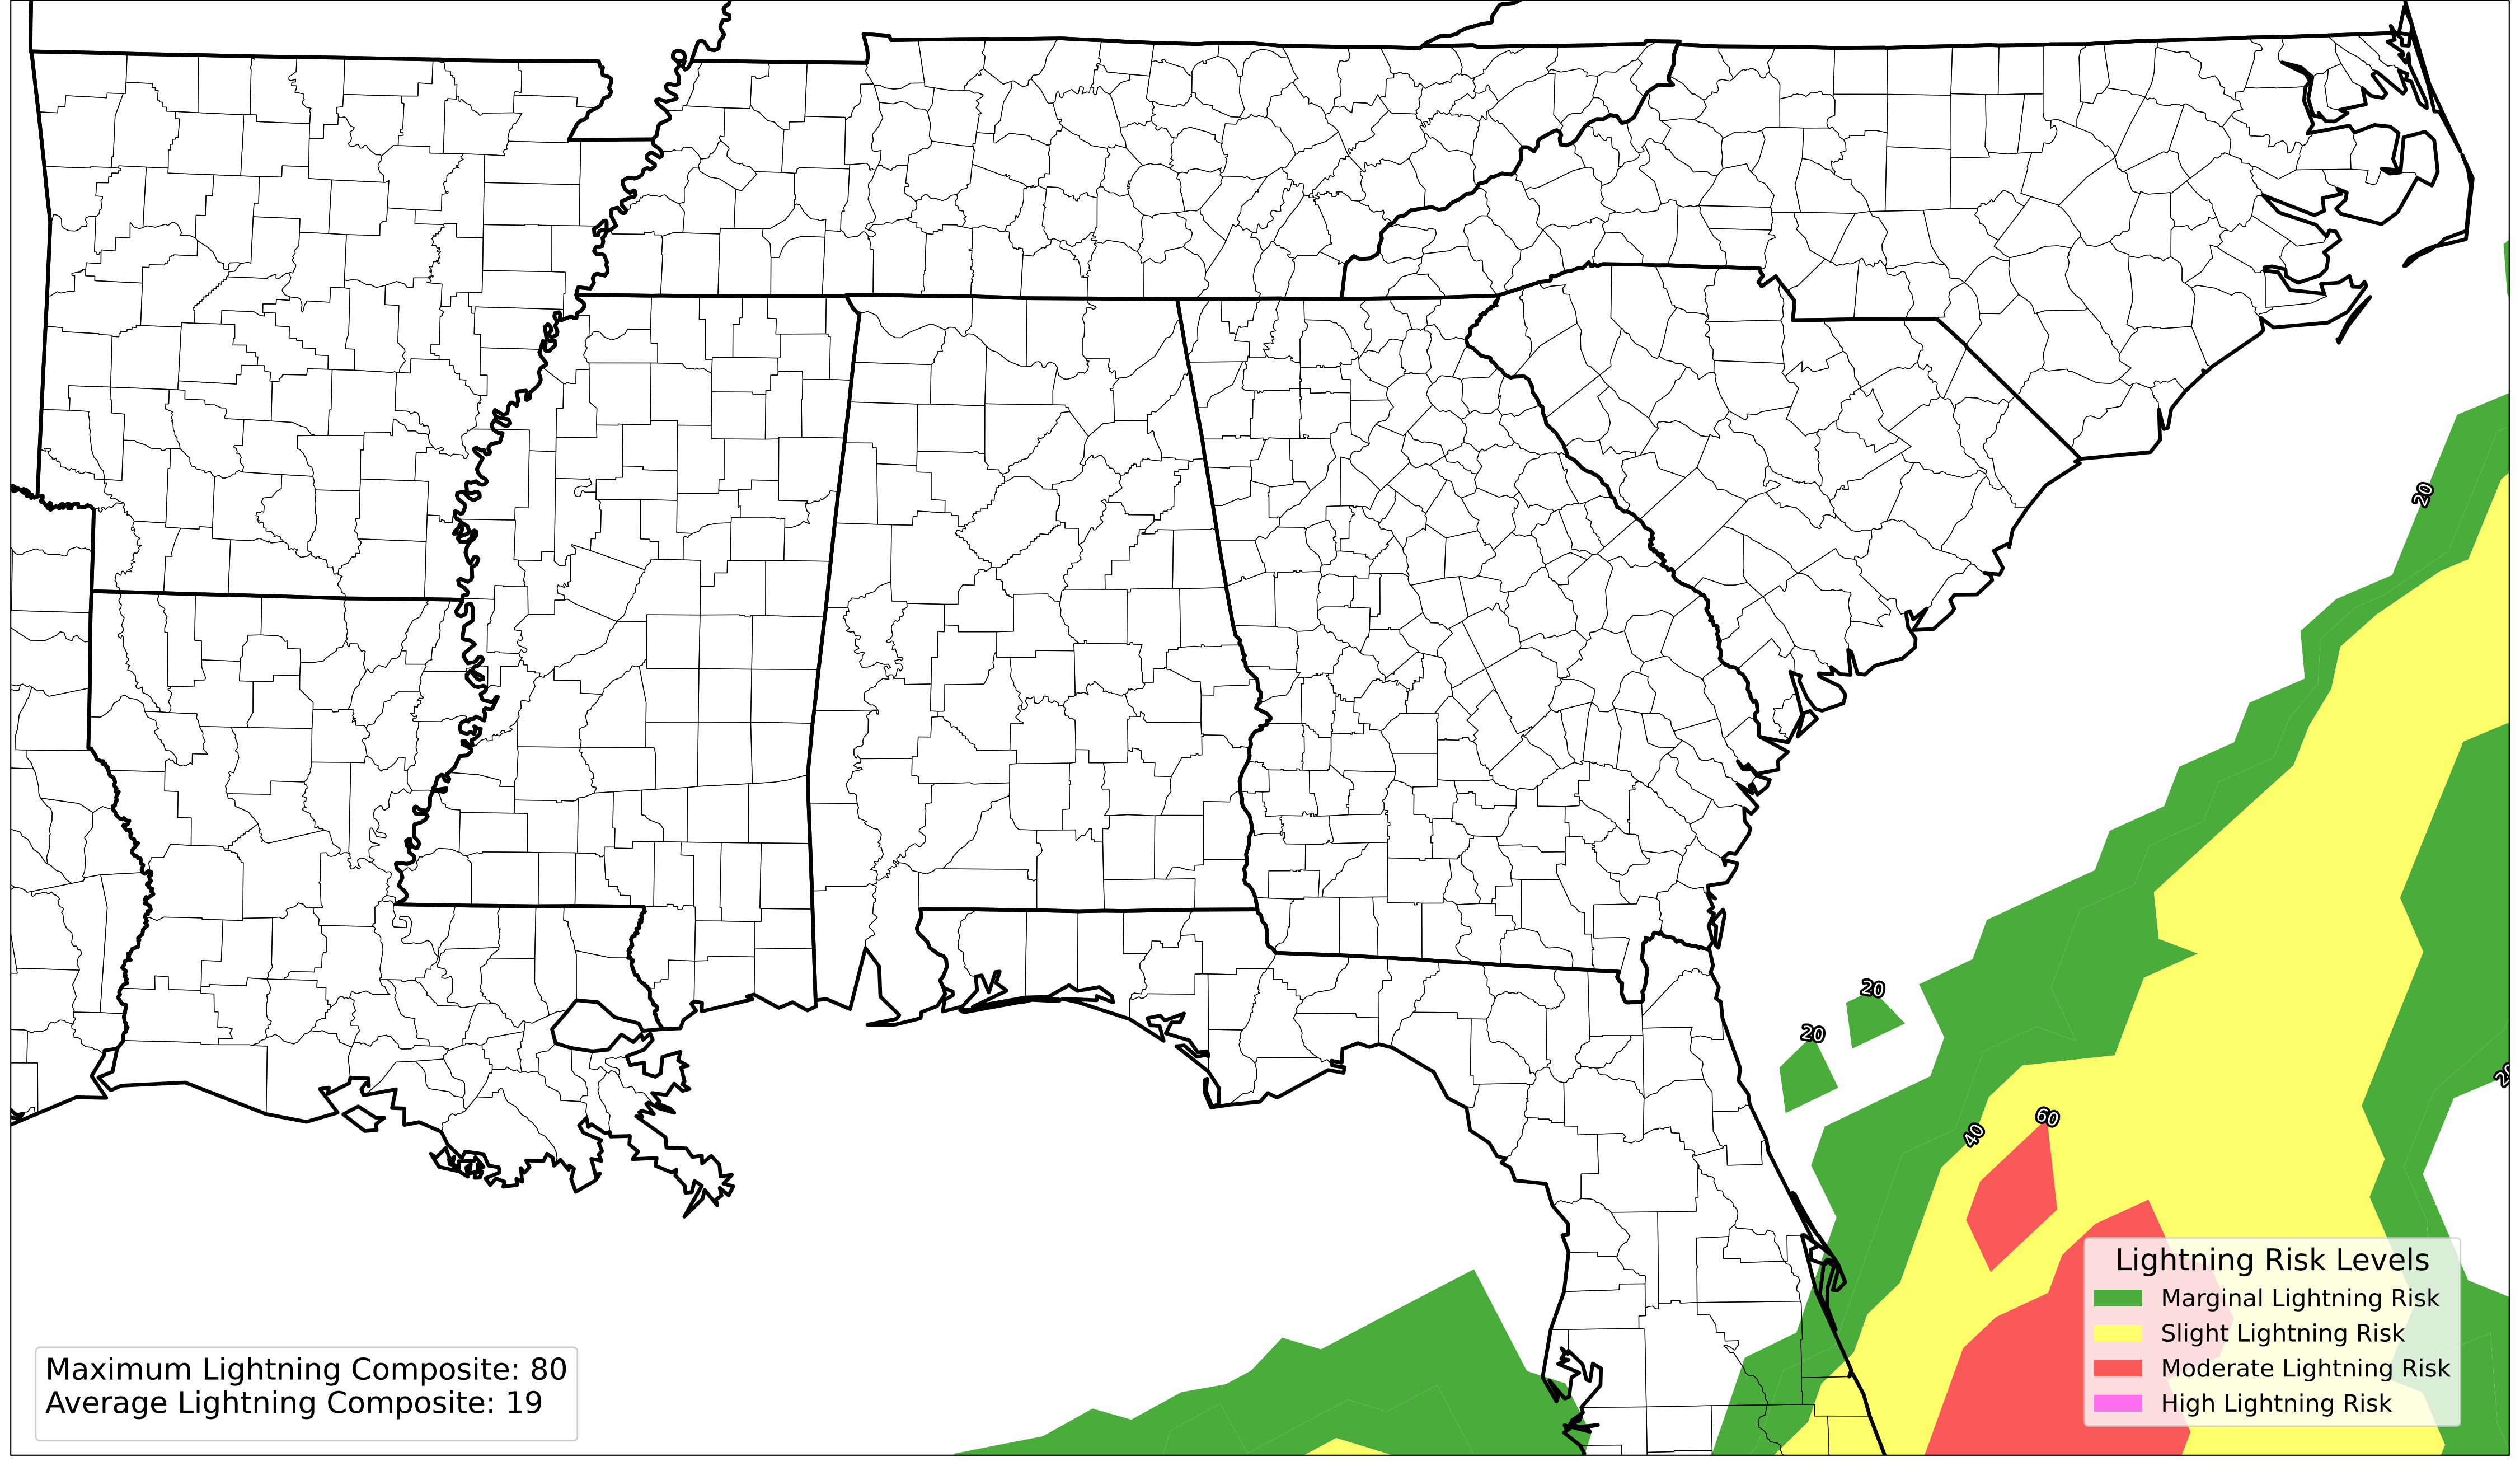 20
20
20
20
60
40
Lightning Risk Levels
Marginal Lightning Risk
Slight Lightning Risk
Moderate Lightning Risk
High Lightning Risk
Maximum Lightning Composite: 80
Average Lightning Composite: 19